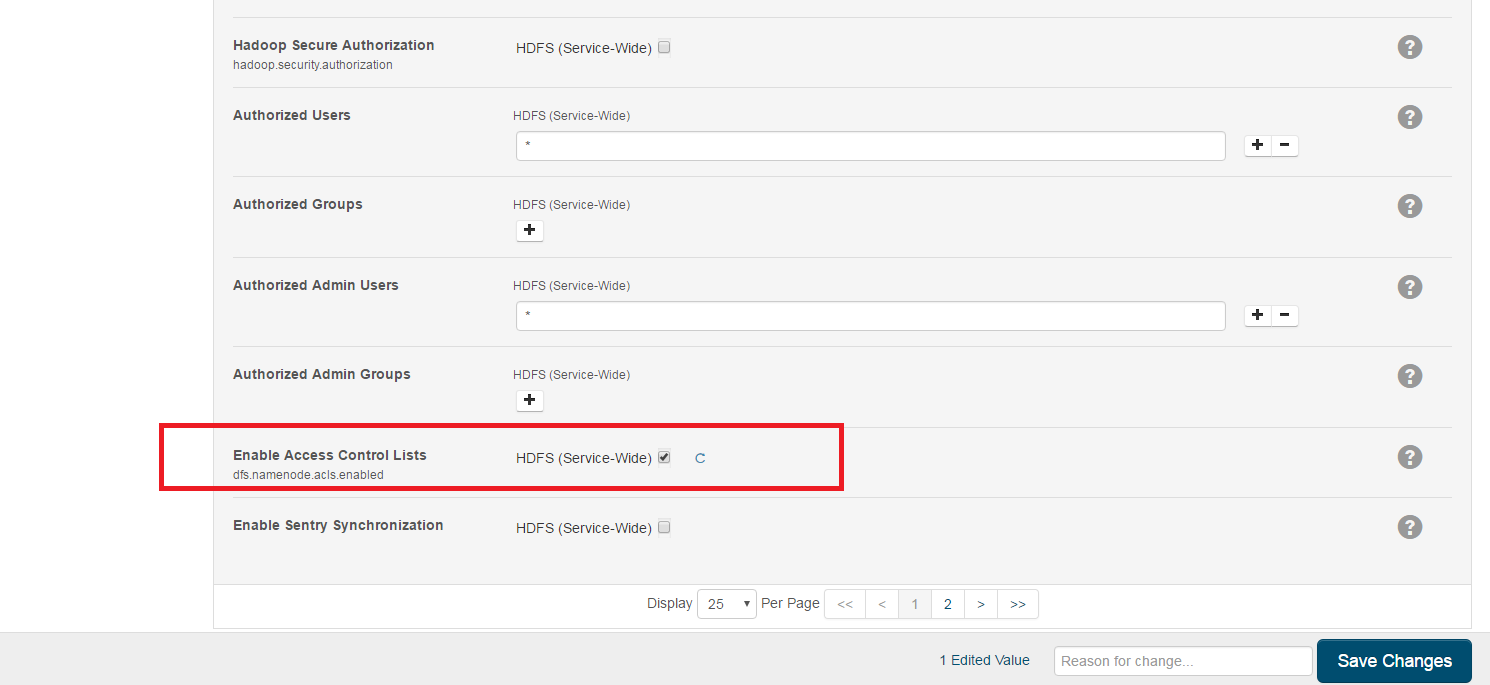 Hadoop Secure Authorization
HDFS (Service-Wide)
?
hadoop.security.authorization
Authorized Users
HDFS (Service-Wide)
?
*
Authorized Groups
HDFS (Service-Wide)
?
Authorized Admin Users
HDFS (Service-Wide)
?
*
Authorized Admin Groups
HDFS (Service-Wide)
?
Enable Access Control Lists
HDFS (Service-Wide)
?
dfs.namenode.acls.enabled
Enable Sentry Synchronization
HDFS (Service-Wide)
?
Display 25 Per Page << < 1 2 > >>
1 Edited Value Reason for change... Save Changes